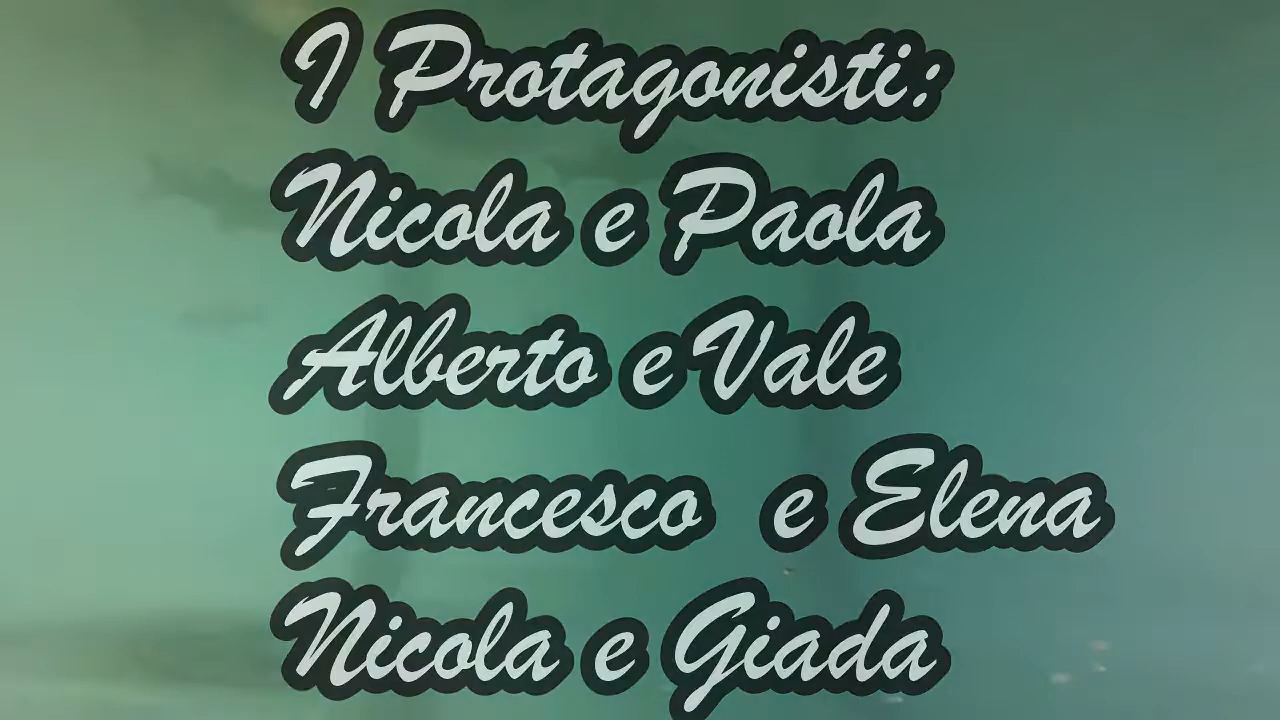 I Protagonisti:
Nicola e Paola
Alberto e Vale
Francesco e Elena
Nicola e Giada